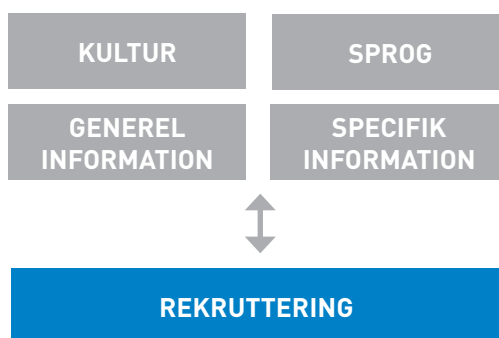 KULTUR
SPROG
GENEREL
INFORMATION
SPECIFIK
INFORMATION
REKRUTTERING